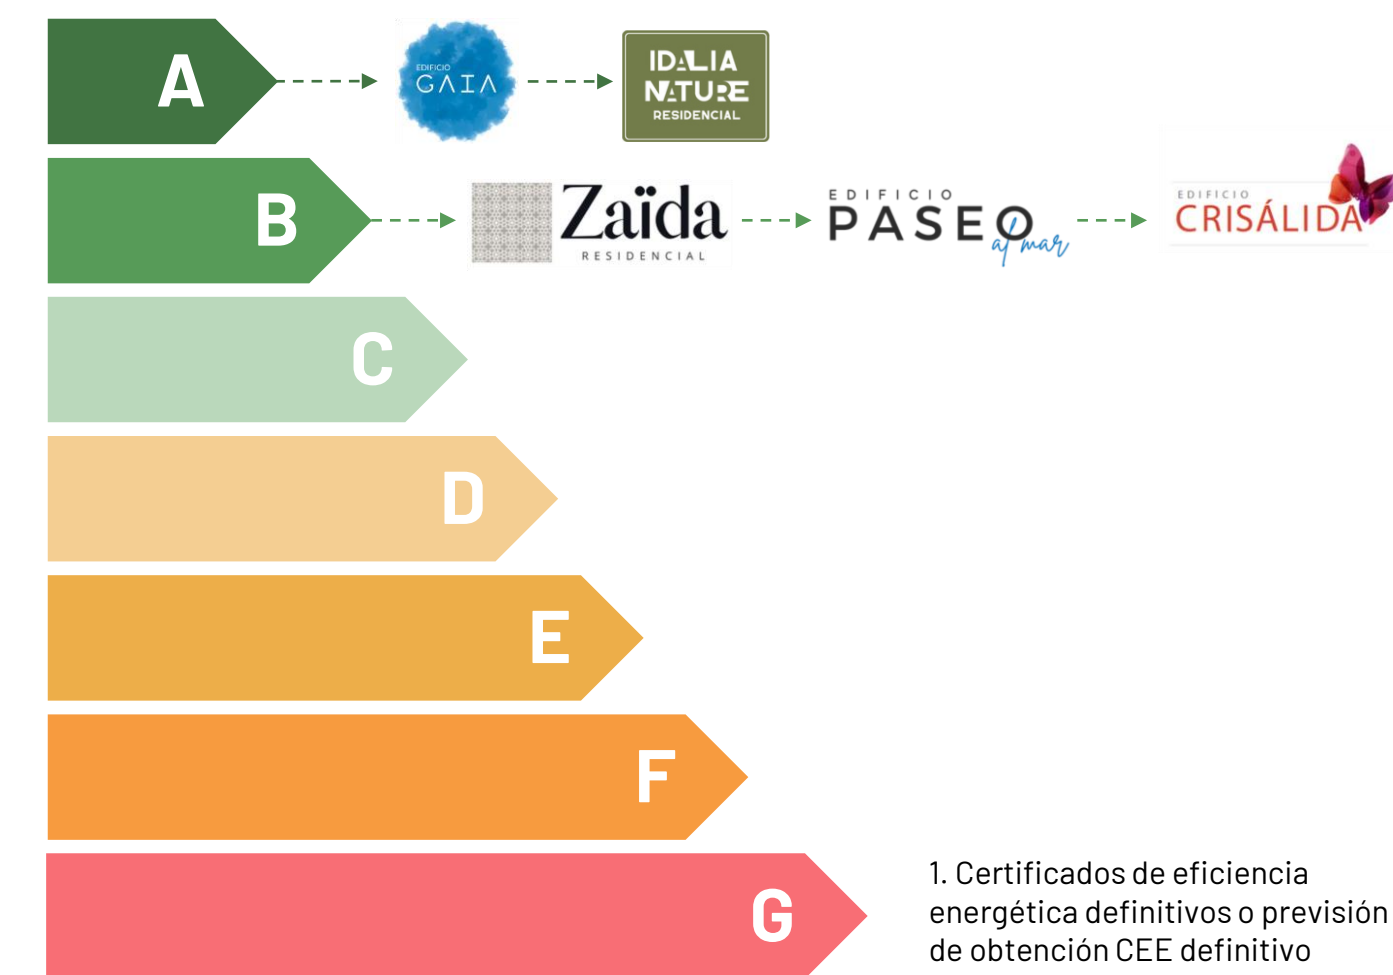 A
EDIFICIO
GAIA
IDALIA
NATURE
RESIDENCIAL
B
Zaïda
RESIDENCIAL
EDIFICIO
PASEO
al mar
EDIFICIO
CRISÁLIDA
C
D
E
F
G
1. Certificados de eficiencia
energética definitivos o previsión
de obtención CEE definitivo